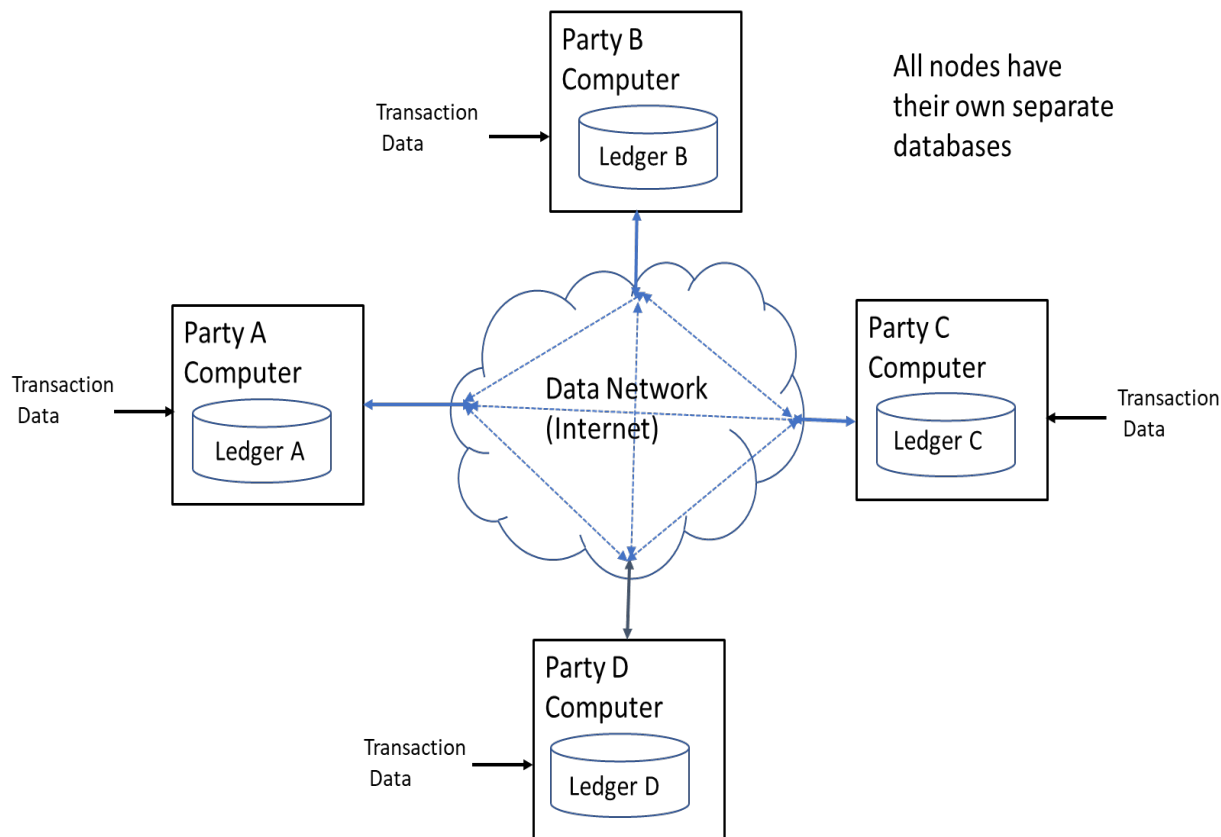 Party B
Computer
Ledger B
Transaction
Data
All nodes have
their own separate
databases
Party A
Computer
Ledger A
Transaction
Data
Data Network
(Internet)
Party C
Computer
Ledger C
Transaction
Data
Party D
Computer
Ledger D
Transaction
Data